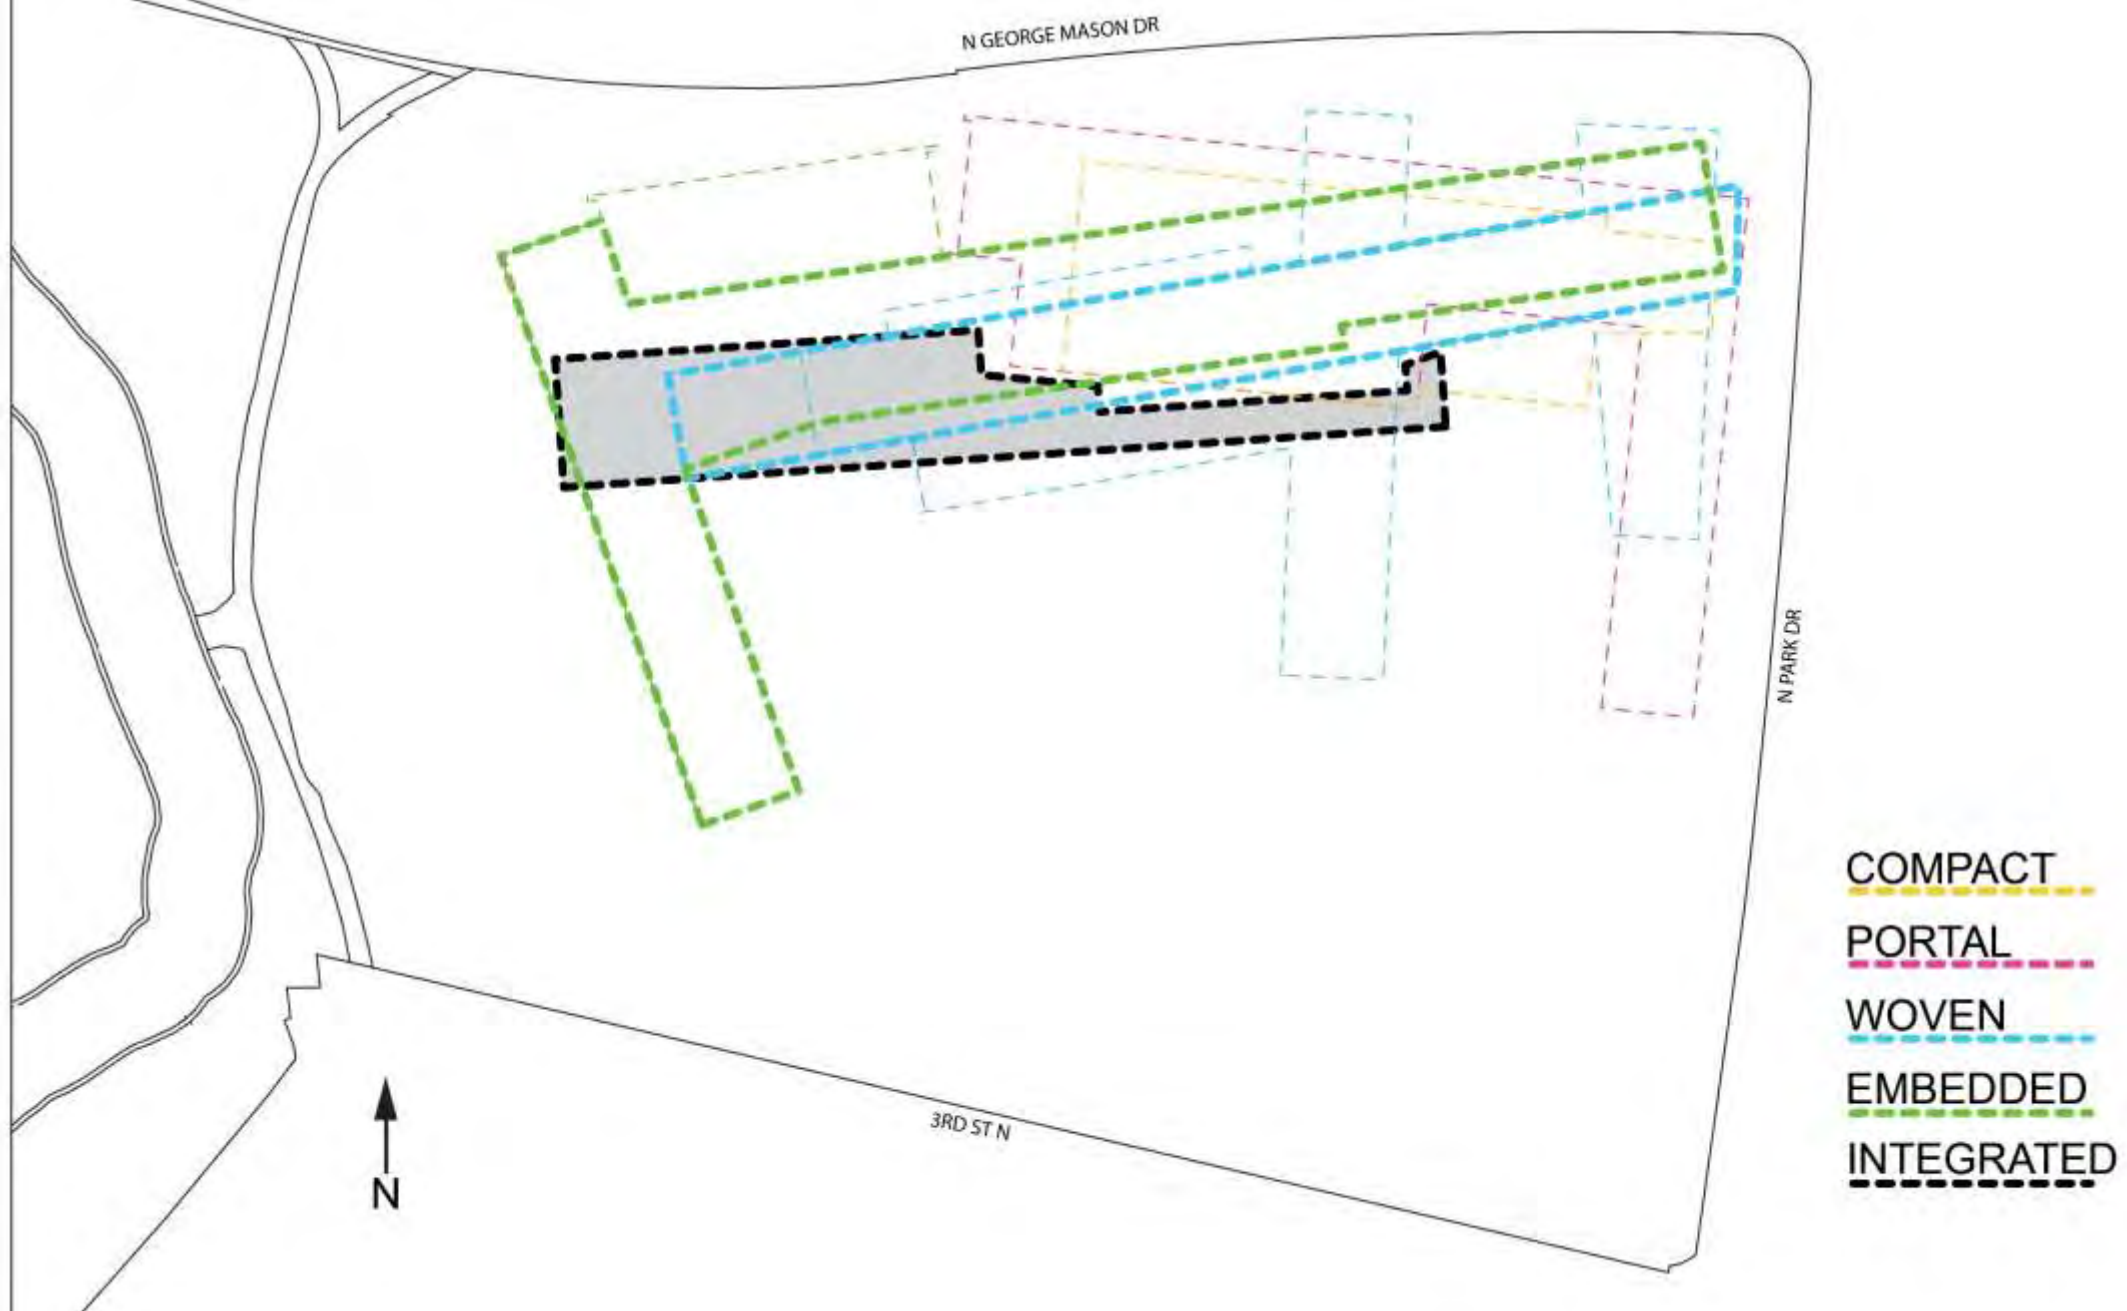 N GEORGE MASON DR
N PARK DR
COMPACT
PORTAL
WOVEN
EMBEDDED
INTEGRATED
3RD ST N
N